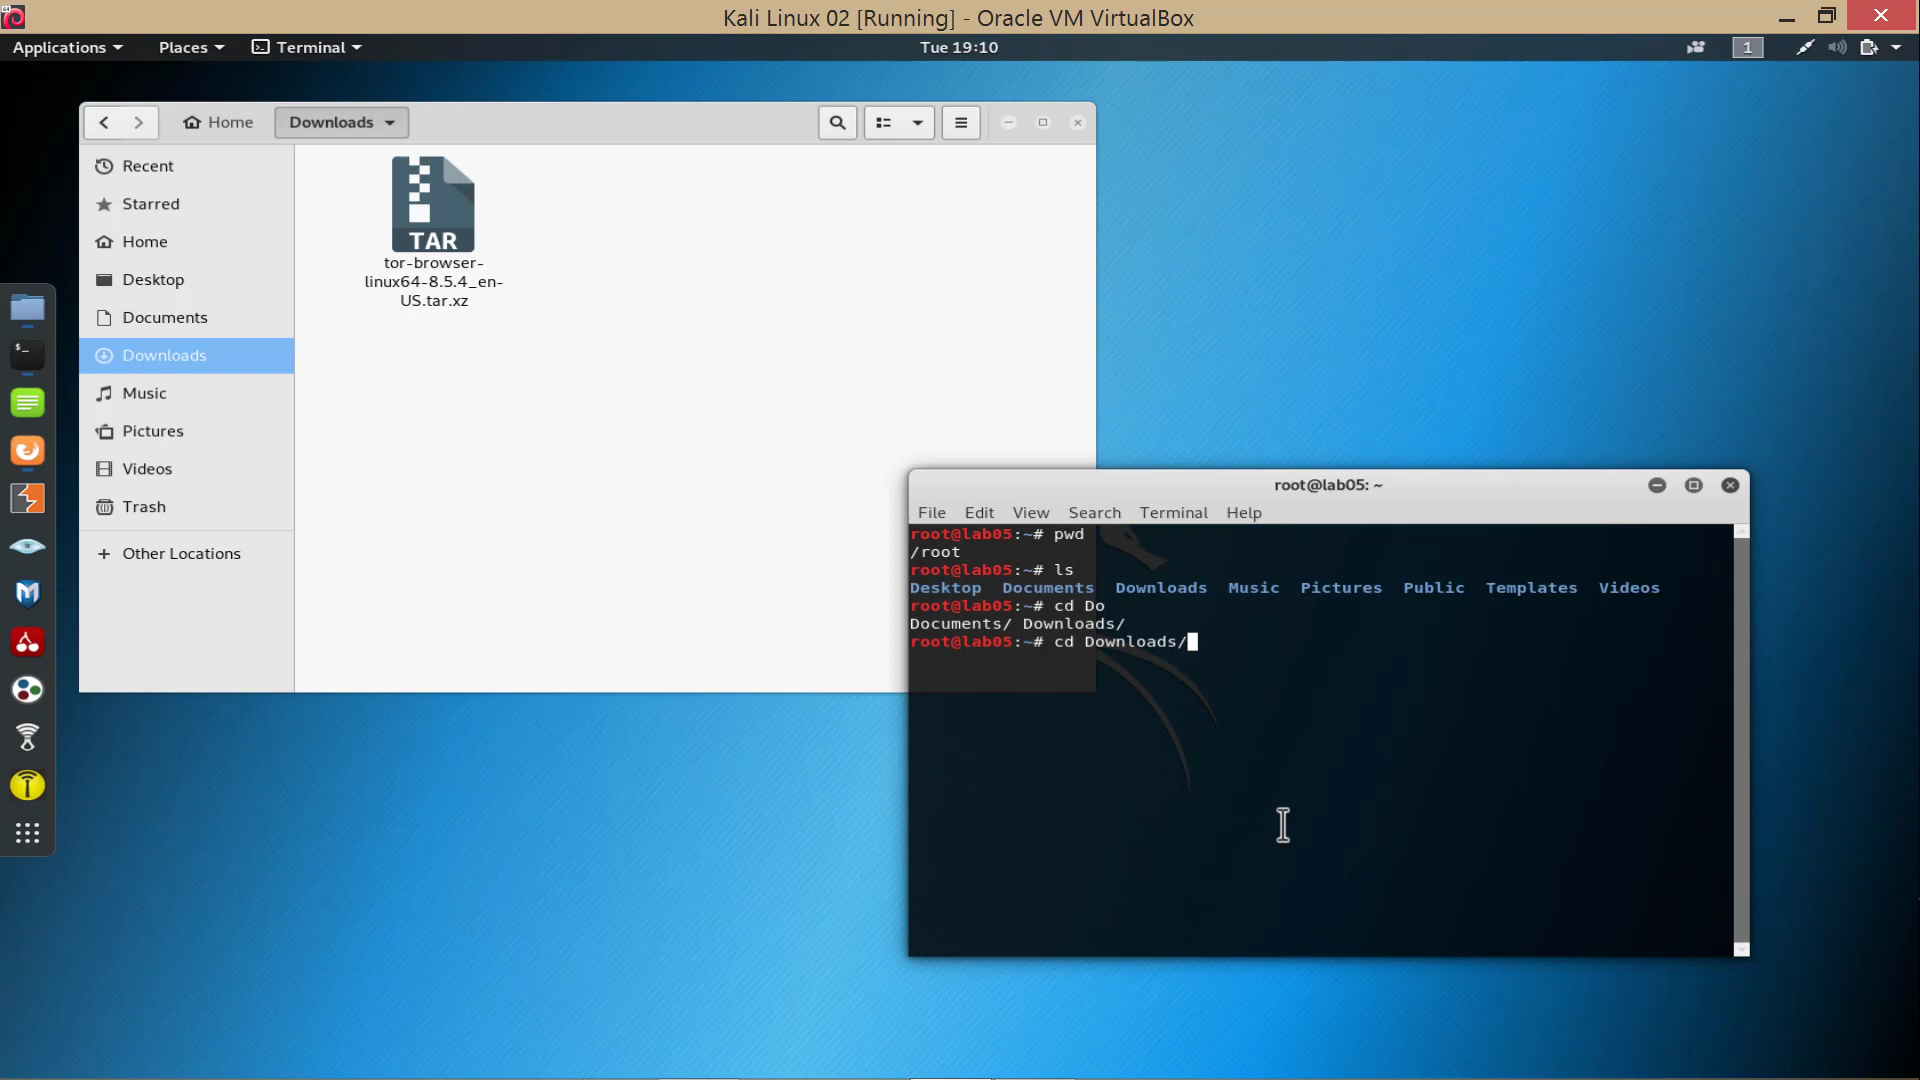 Kali Linux 02 [Running] - Oracle VM VirtualBox
Applications Places Terminal Tue 19:10 1
Home Downloads
Recent
Starred
Home
Desktop
Documents
Downloads
Music
Pictures
Videos
Trash
+ Other Locations
TAR
tor-browser-
linux64-8.5.4_en-
US.tar.xz
root@lab05: ~
File Edit View Search Terminal Help
root@lab05:~# pwd
/root
root@lab05:~# ls
Desktop Documents Downloads Music Pictures Public Templates Videos
root@lab05:~# cd Do
Documents/ Downloads/
root@lab05:~# cd Downloads/
$_